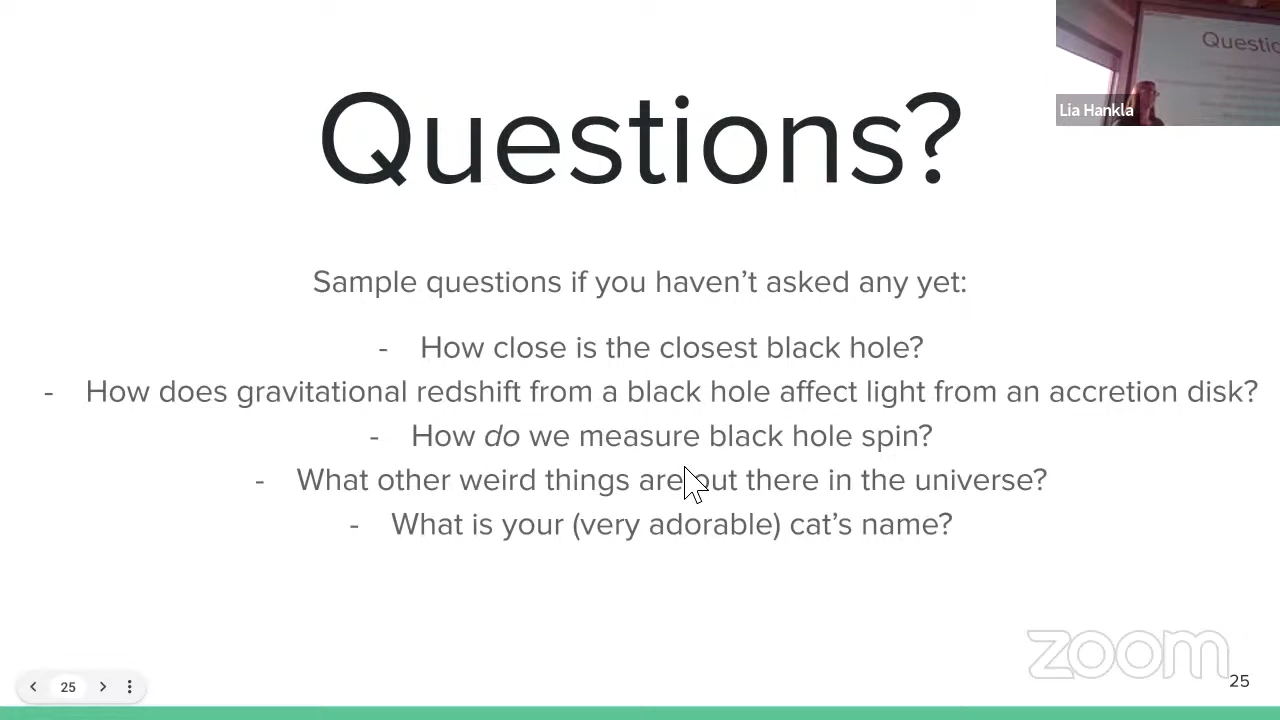 Questions?
Questio
Lia Hankla
Sample questions if you haven't asked any yet:
- How close is the closest black hole?
- How does gravitational redshift from a black hole affect light from an accretion disk?
- How do we measure black hole spin?
- What other weird things are out there in the universe?
- What is your (very adorable) cat's name?
zoom
25
25